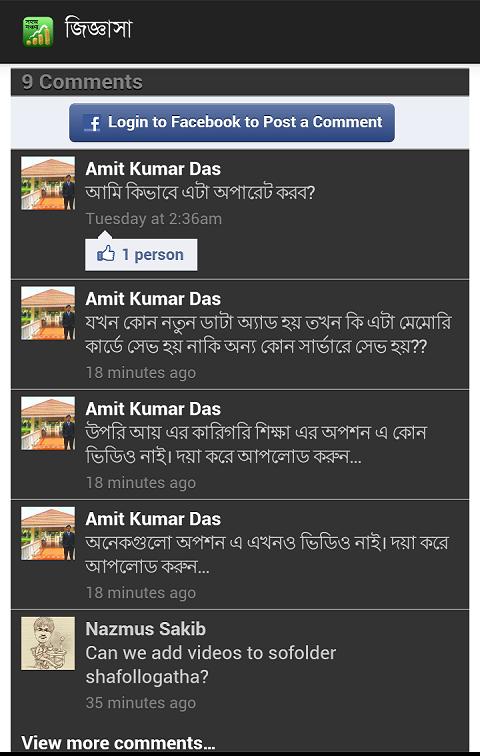 জিজ্ঞাসা
9 Comments
Login to Facebook to Post a Comment
Amit Kumar Das
আমি কিভাবে এটা অপারেট করব?
Tuesday at 2:36am
1 person
Amit Kumar Das
যখন কোন নতুন ডাটা অ্যাড হয় তখন কি এটা মেমোরি
কার্ডে সেভ হয় নাকি অন্য কোন সার্ভারে সেভ হয়??
18 minutes ago
Amit Kumar Das
উপরি আয় এর কারিগরি শিক্ষা এর অপশন এ কোন
ভিডিও নাই। দয়া করে আপলোড করুন...
18 minutes ago
Amit Kumar Das
অনেকগুলো অপশন এ এখনও ভিডিও নাই। দয়া করে
আপলোড করুন...
18 minutes ago
Nazmus Sakib
Can we add videos to sofolder
shafollogatha?
35 minutes ago
View more comments...